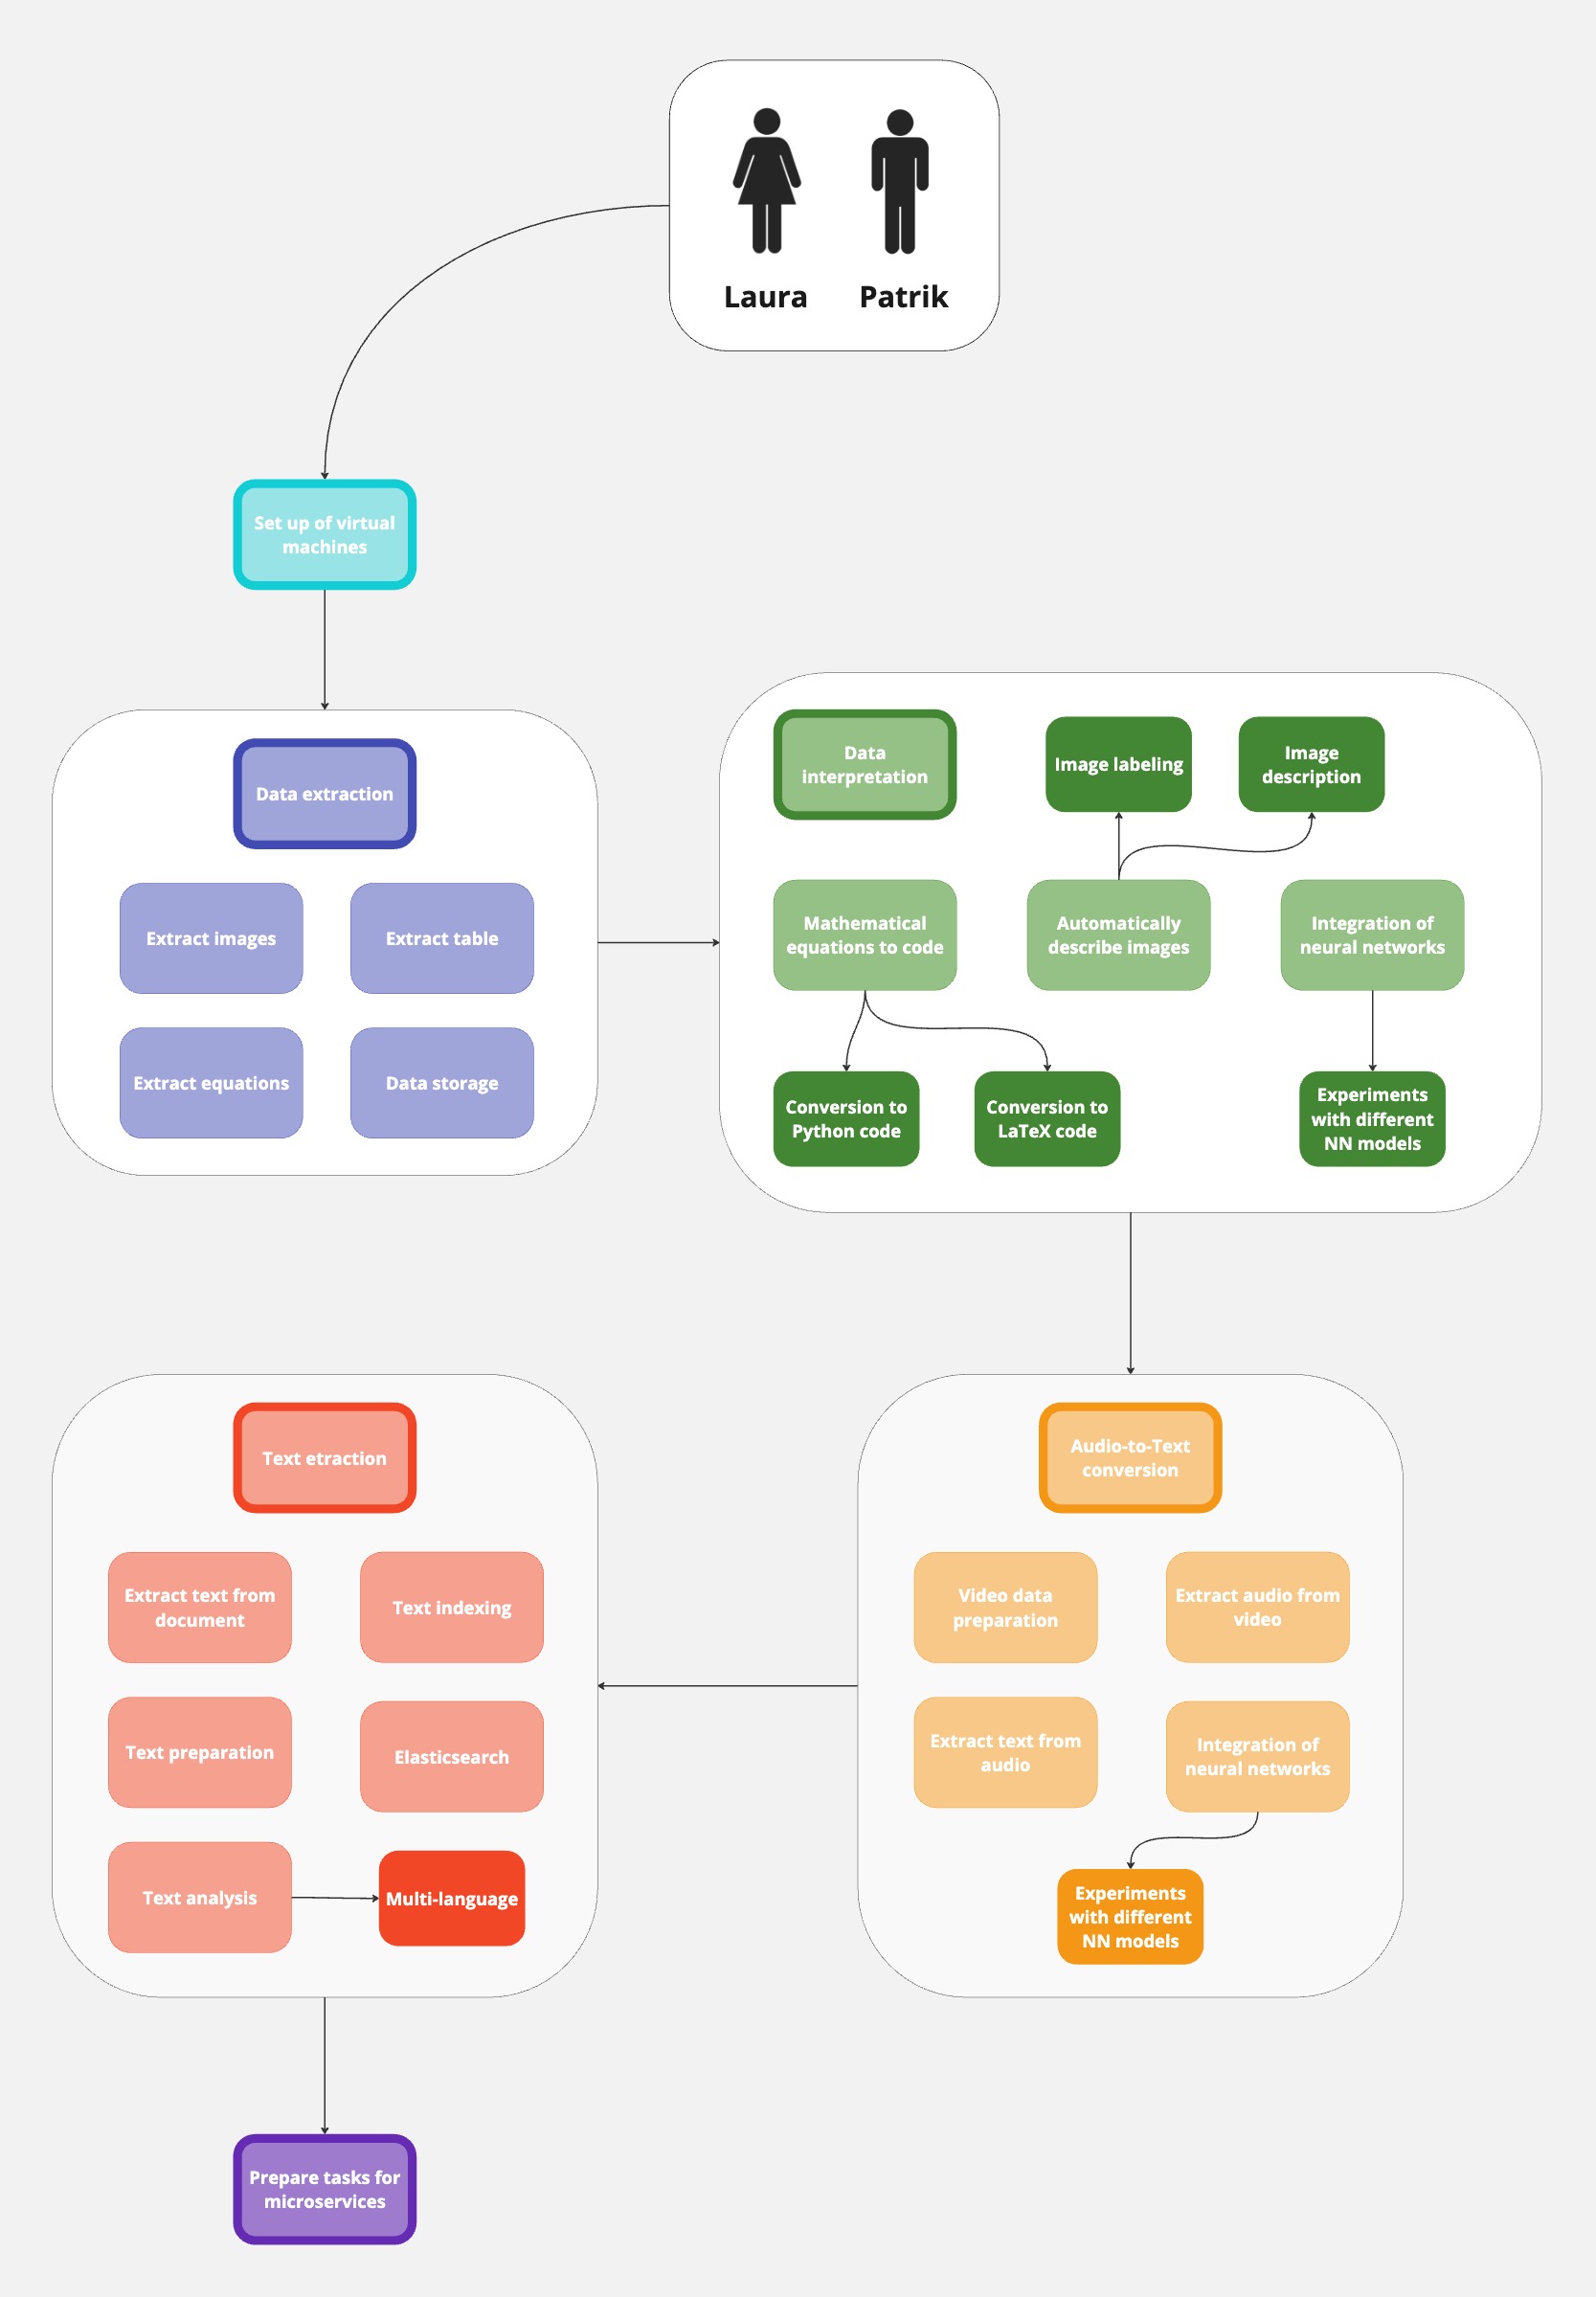 Laura
Patrik
Set up of virtual
machines
Data extraction
Extract images
Extract table
Extract equations
Data storage
Data
interpretation
Image labeling
Image
description
Mathematical
equations to code
Automatically
describe images
Integration of
neural networks
Conversion to
Python code
Conversion to
LaTeX code
Experiments
with different
NN models
Audio-to-Text
conversion
Video data
preparation
Extract audio from
video
Extract text from
audio
Integration of
neural networks
Experiments
with different
NN models
Text etraction
Extract text from
document
Text indexing
Text preparation
Elasticsearch
Text analysis
Multi-language
Prepare tasks for
microservices